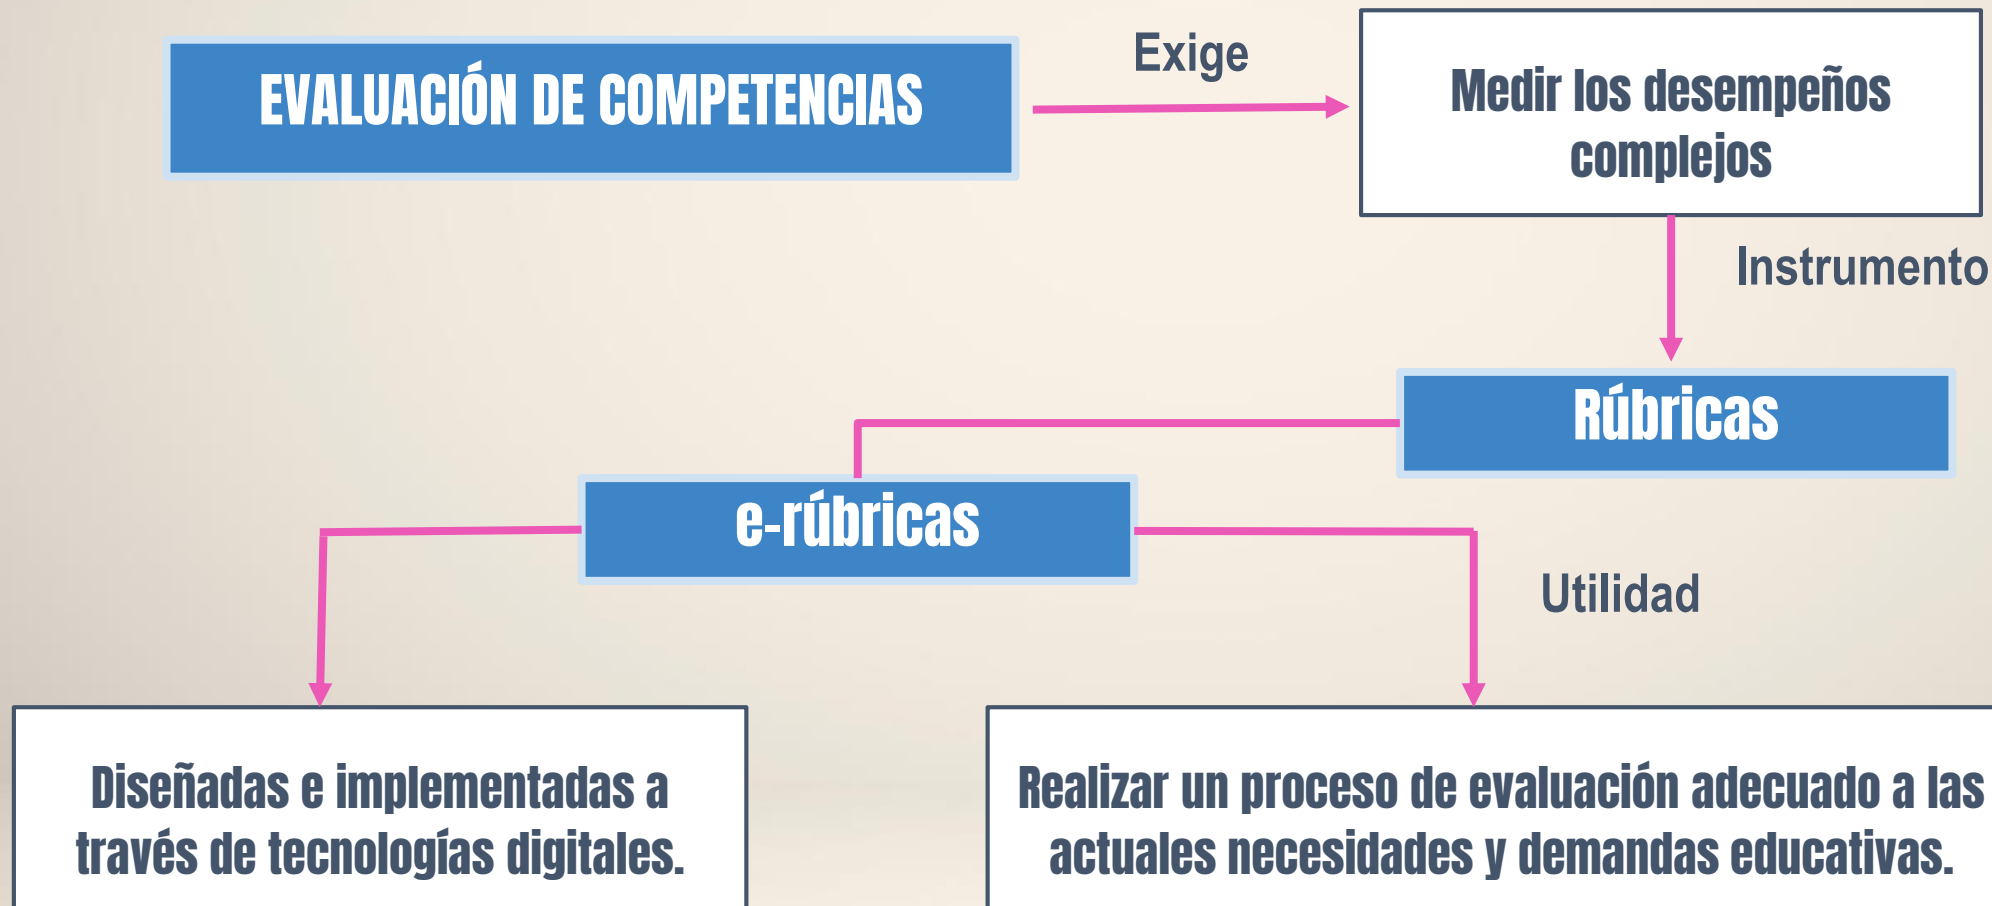 EVALUACIÓN DE COMPETENCIAS
Exige
Medir los desempeños
complejos
Instrumento
Rúbricas
e-rúbricas
Utilidad
Diseñadas e implementadas a
través de tecnologías digitales.
Realizar un proceso de evaluación adecuado a las
actuales necesidades y demandas educativas.